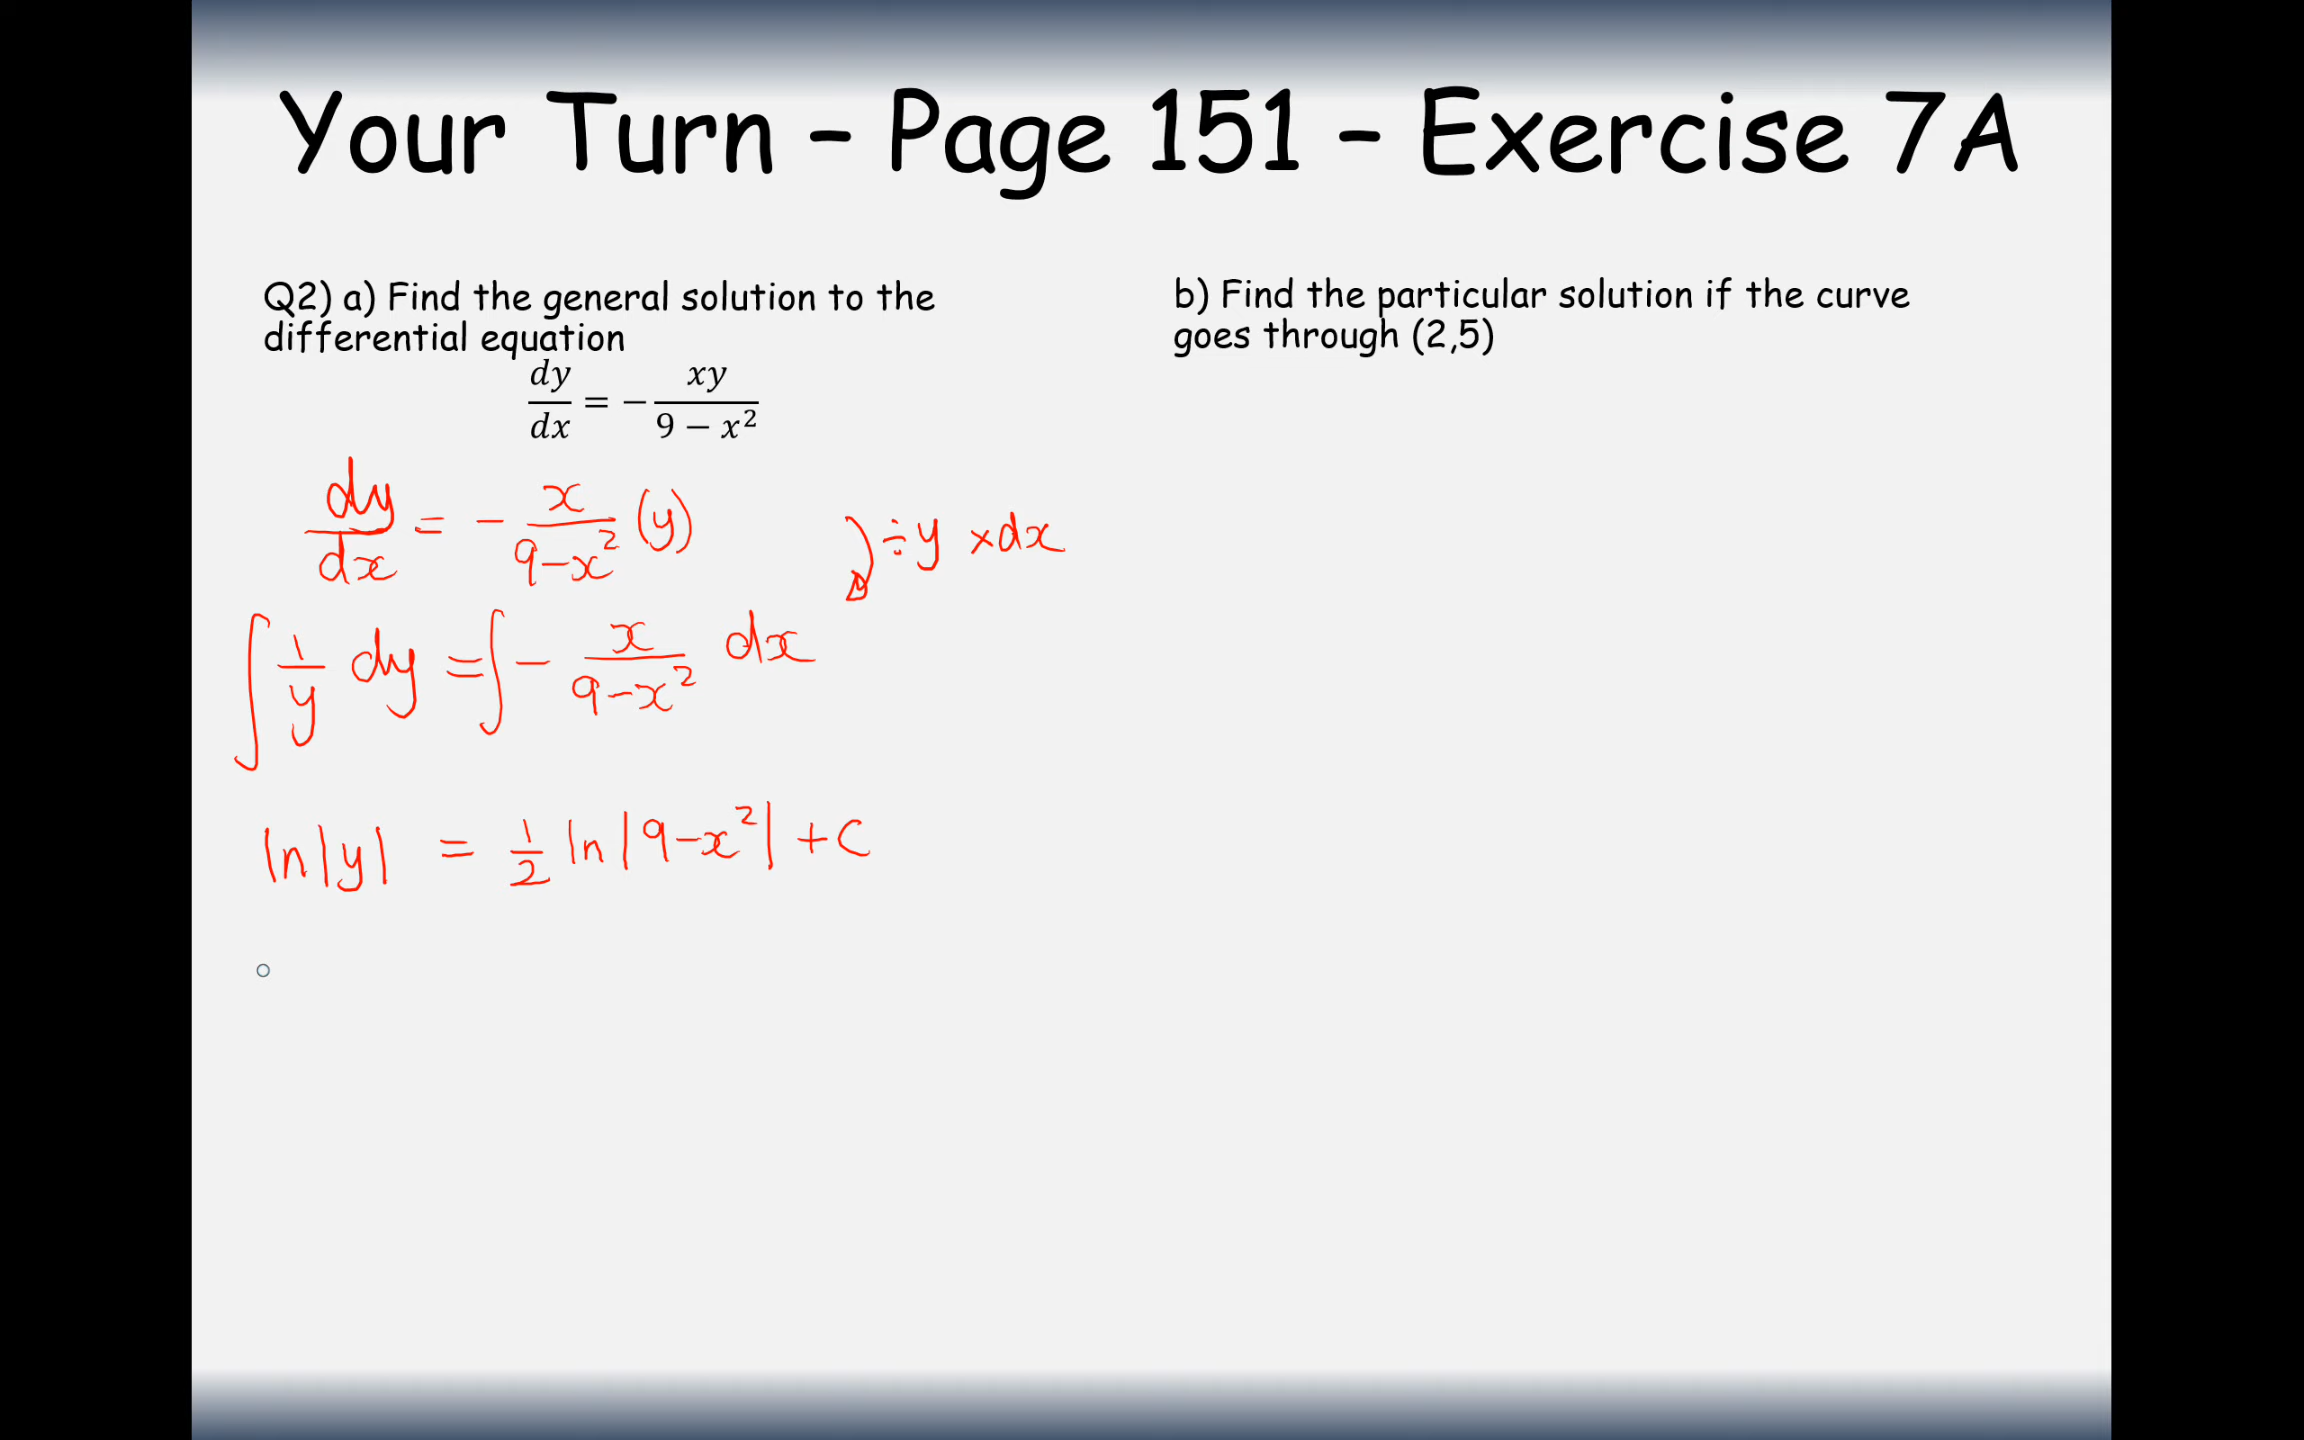 Your Turn – Page 151 – Exercise 7A
Q2) a) Find the general solution to the
differential equation
dy/dx = − xy/(9 − x²)
dy/dx = − x/(9−x²) (y)
÷y ×dx
∫ 1/y dy = ∫ − x/(9−x²) dx
ln|y| = 1/2 ln|9−x²| + c
b) Find the particular solution if the curve
goes through (2,5)